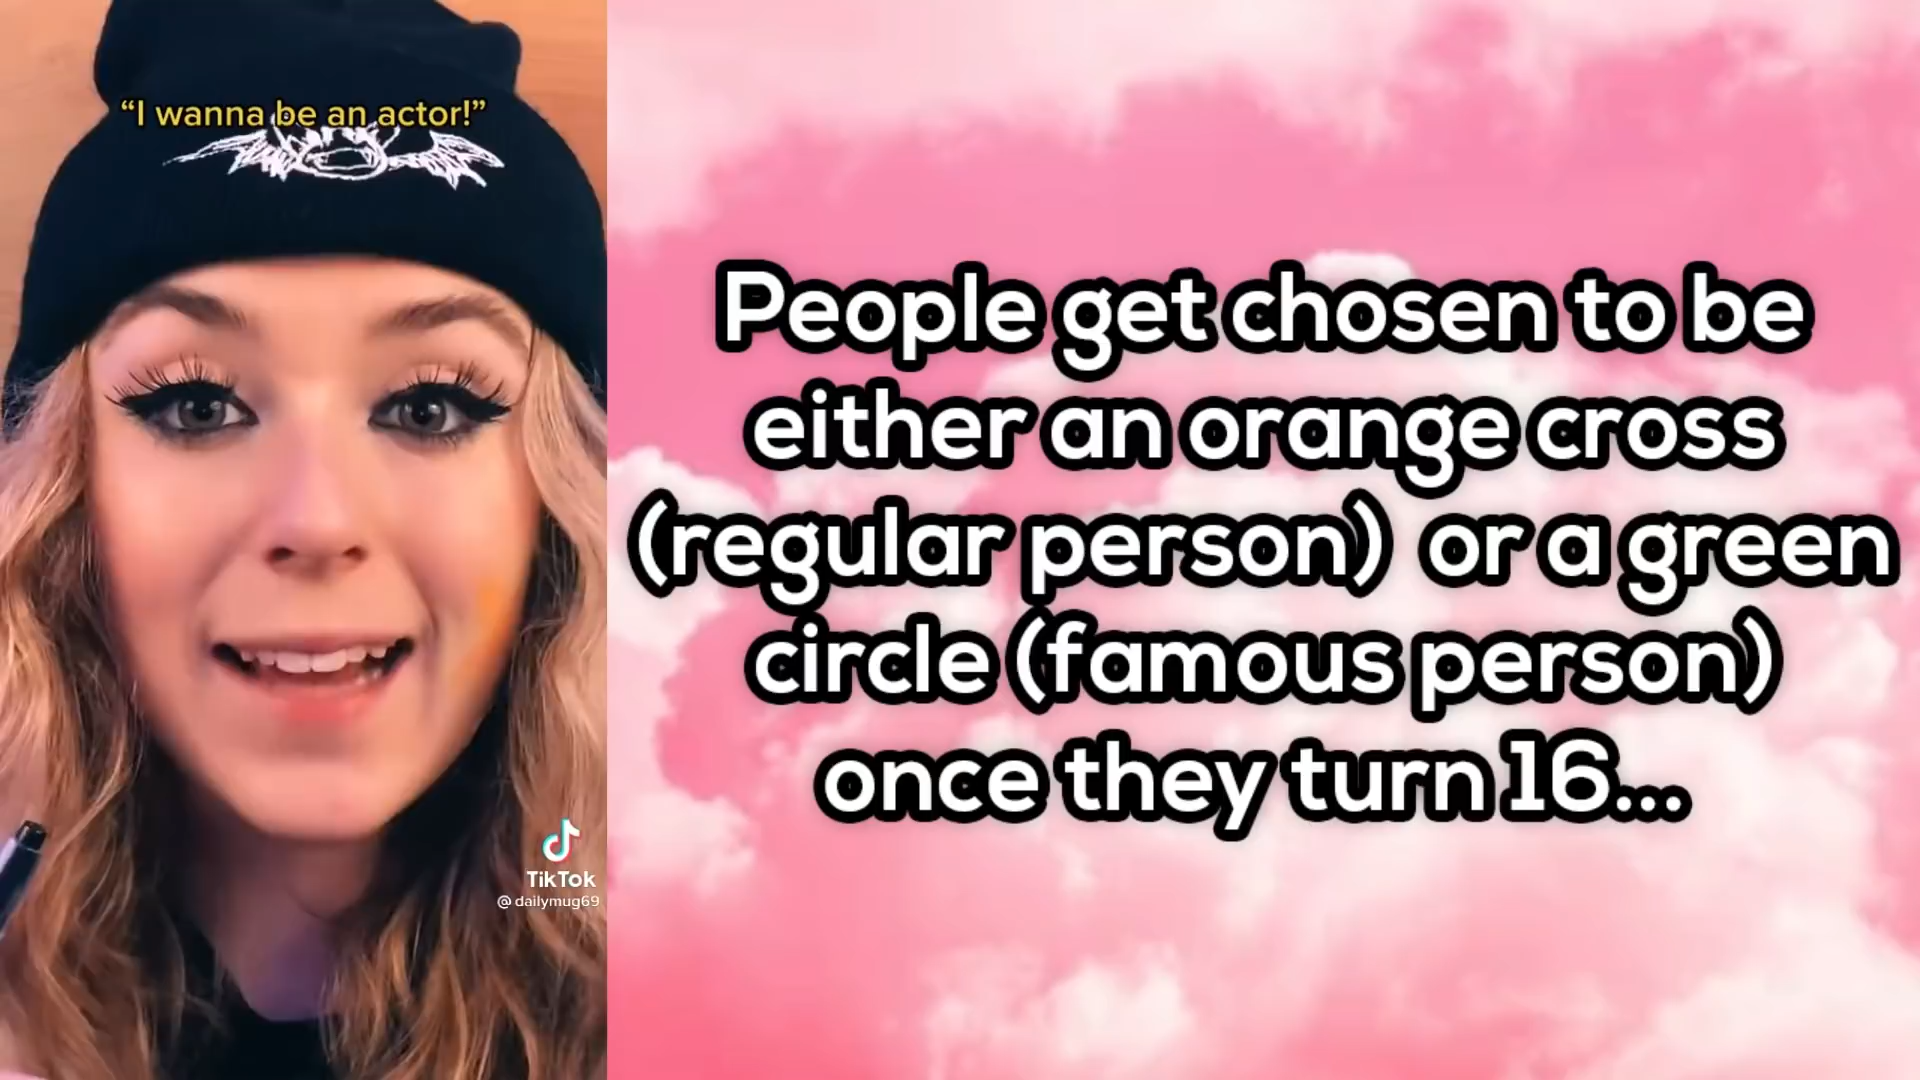 “I wanna be an actor!”
People get chosen to be
either an orange cross
(regular person) or a green
circle (famous person)
once they turn 16...
TikTok
@dailymug69